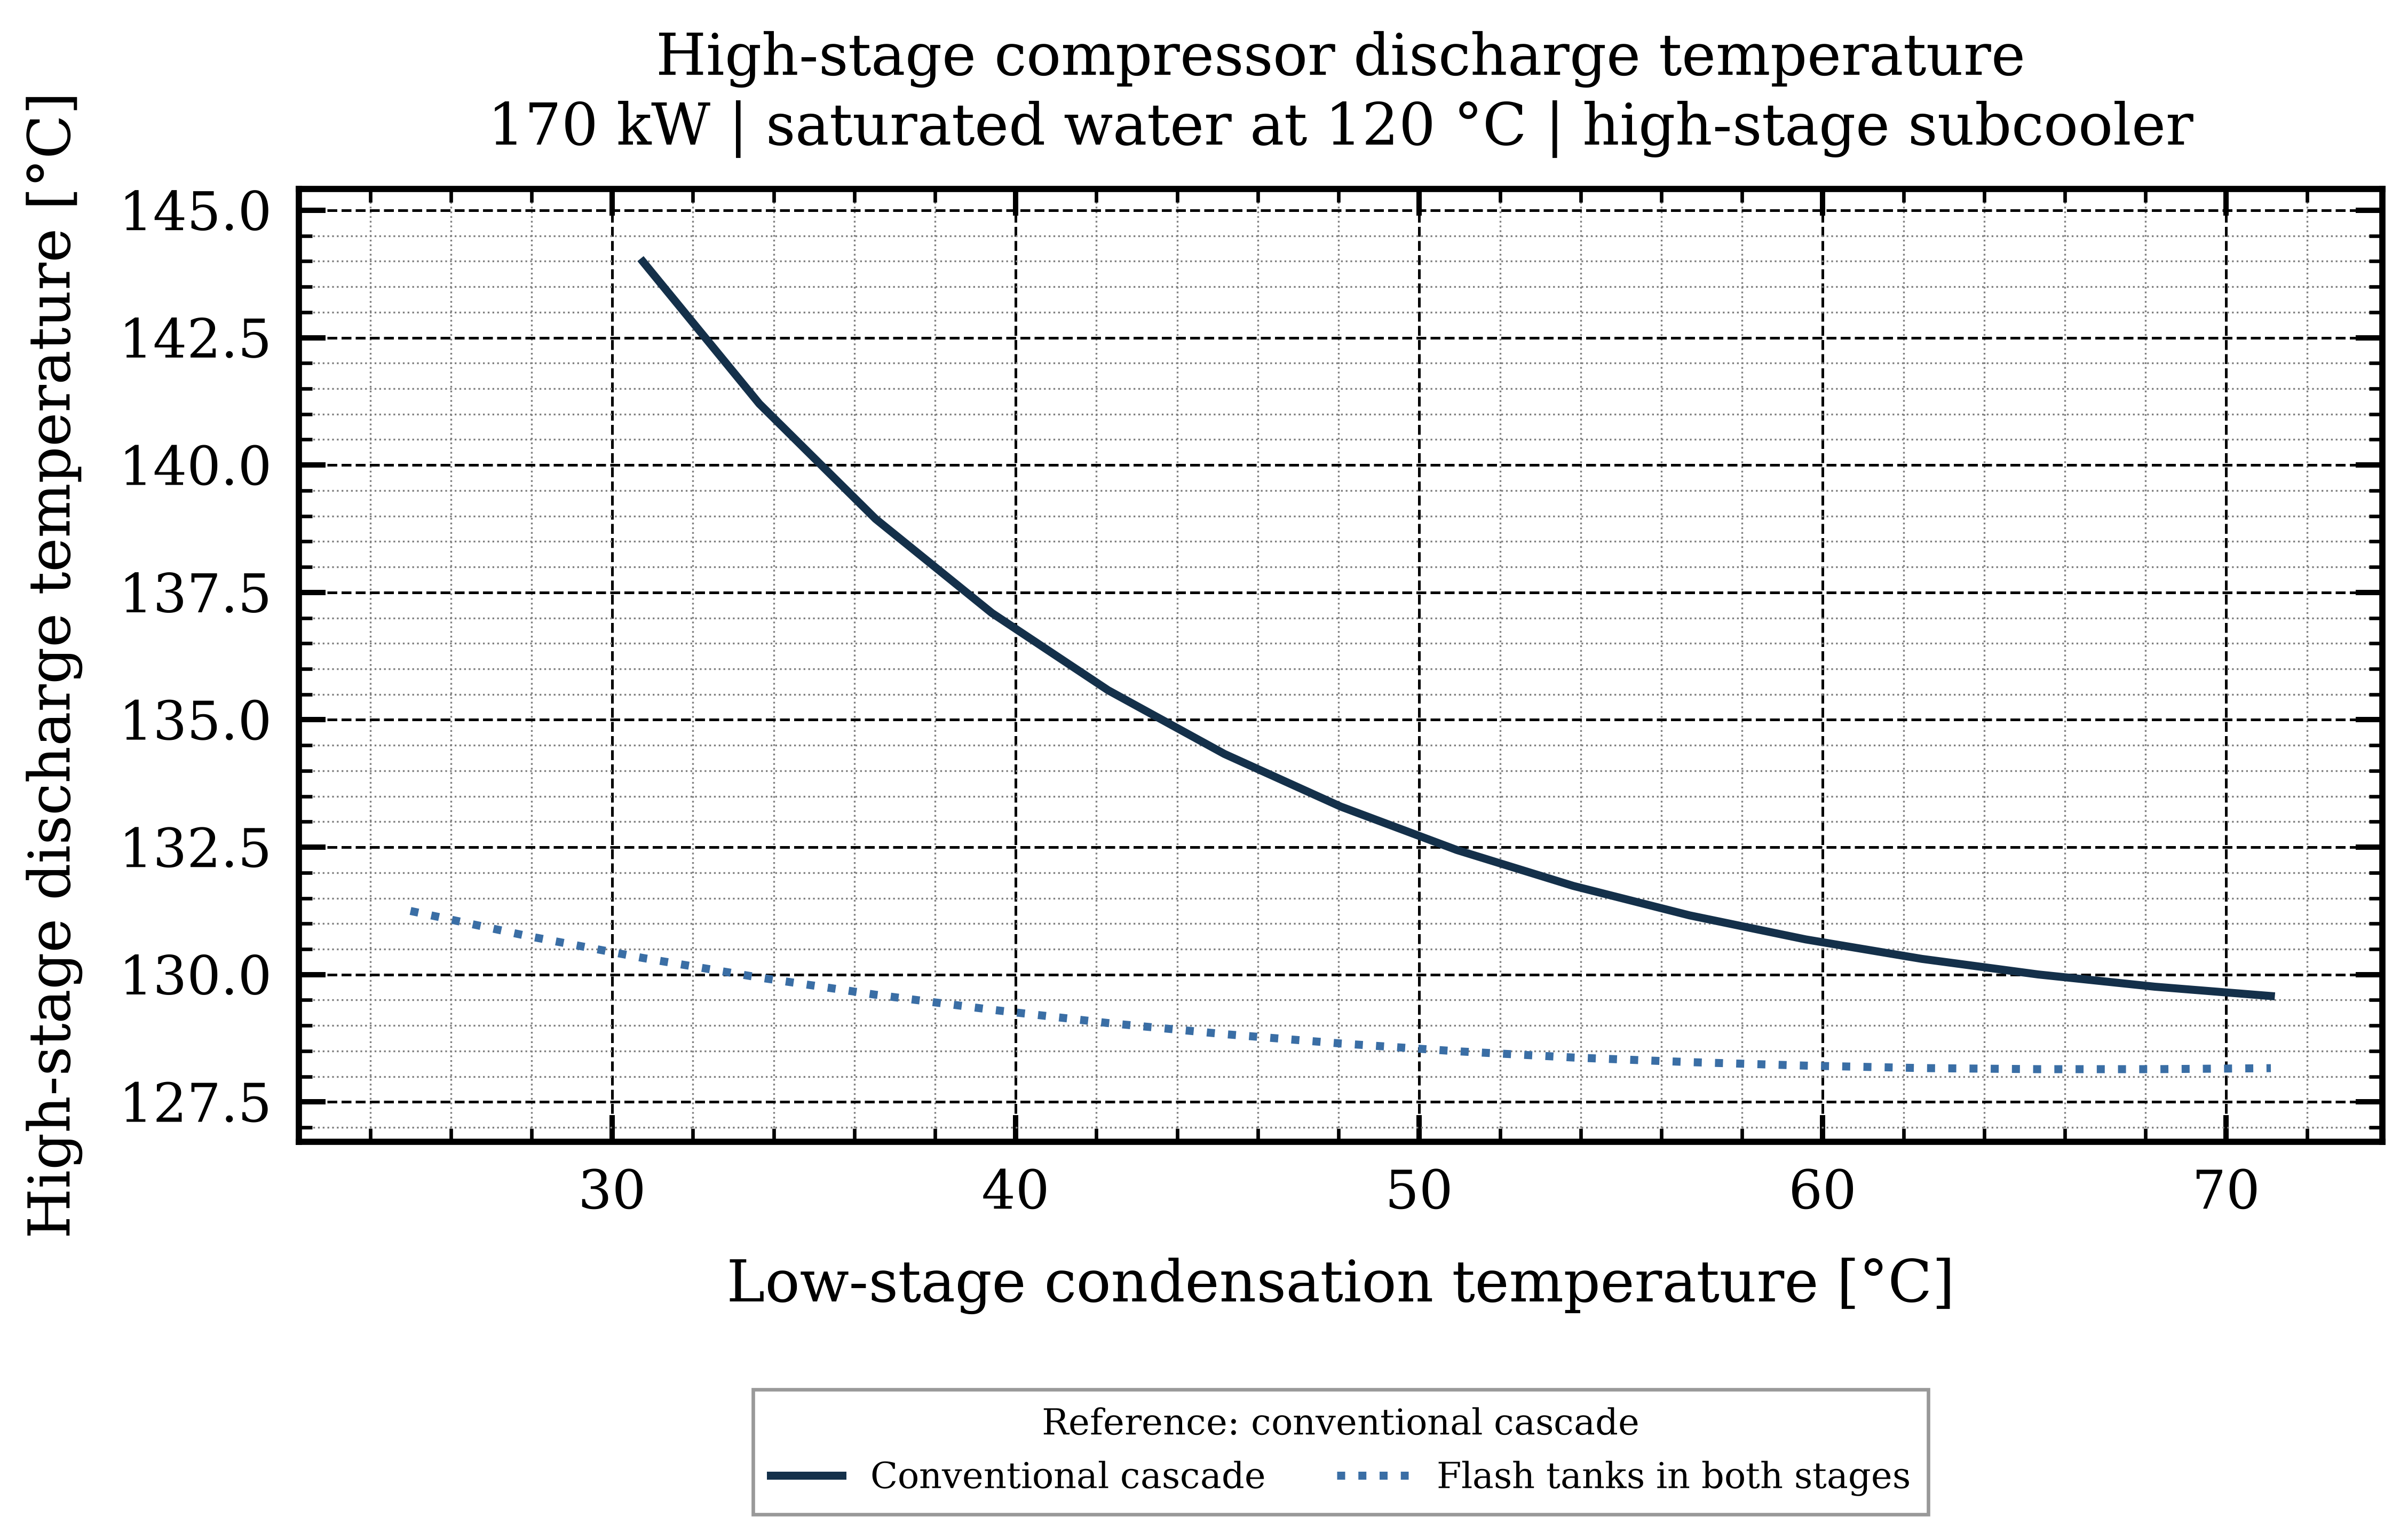 High-stage compressor discharge temperature
170 kW | saturated water at 120 °C | high-stage subcooler
High-stage discharge temperature [°C]
145.0
142.5
140.0
137.5
135.0
132.5
130.0
127.5
30 40 50 60 70
Low-stage condensation temperature [°C]
Reference: conventional cascade
Conventional cascade Flash tanks in both stages